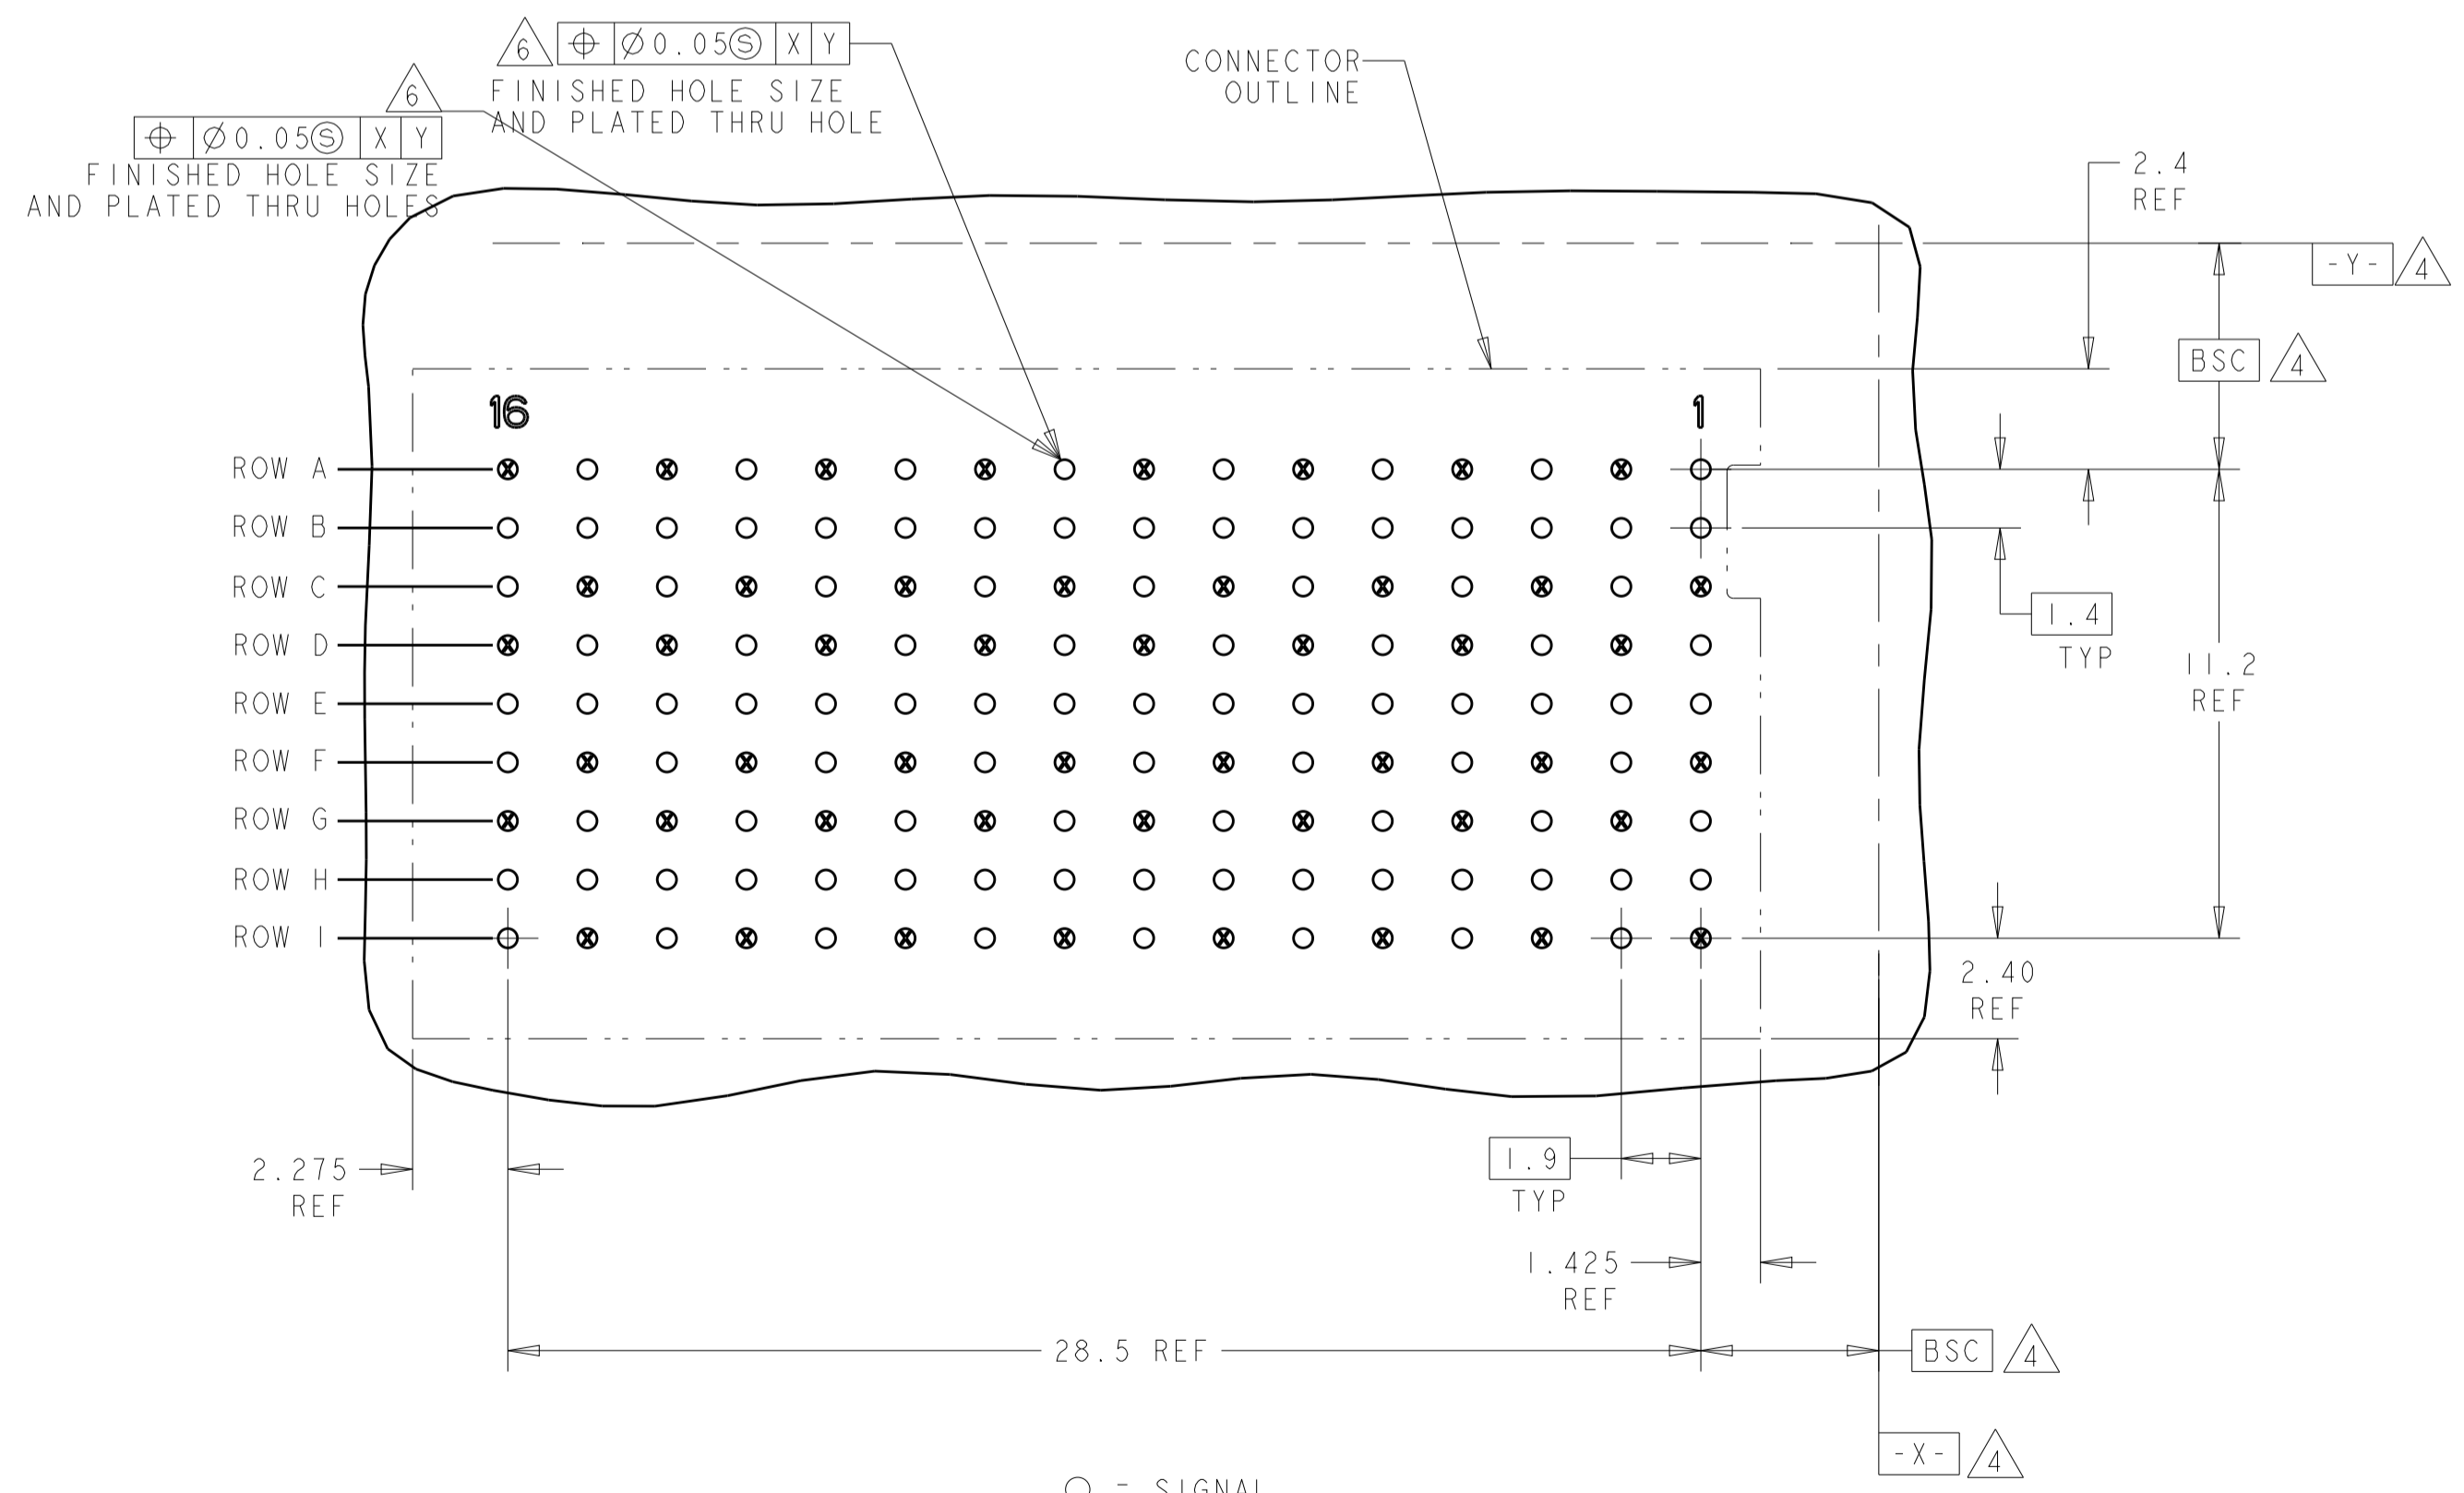 6 ⌖ ⌀0.05Ⓢ X Y
FINISHED HOLE SIZE
AND PLATED THRU HOLE
6
⌖ ⌀0.05Ⓢ X Y
FINISHED HOLE SIZE
AND PLATED THRU HOLES
CONNECTOR
OUTLINE
2.4
REF
-Y- 4
BSC 4
16
1
ROW A
ROW B
ROW C
ROW D
ROW E
ROW F
ROW G
ROW H
ROW I
1.4
TYP
11.2
REF
2.40
REF
2.275
REF
1.9
TYP
1.425
REF
28.5 REF
BSC 4
-X- 4
○ = SIGNAL